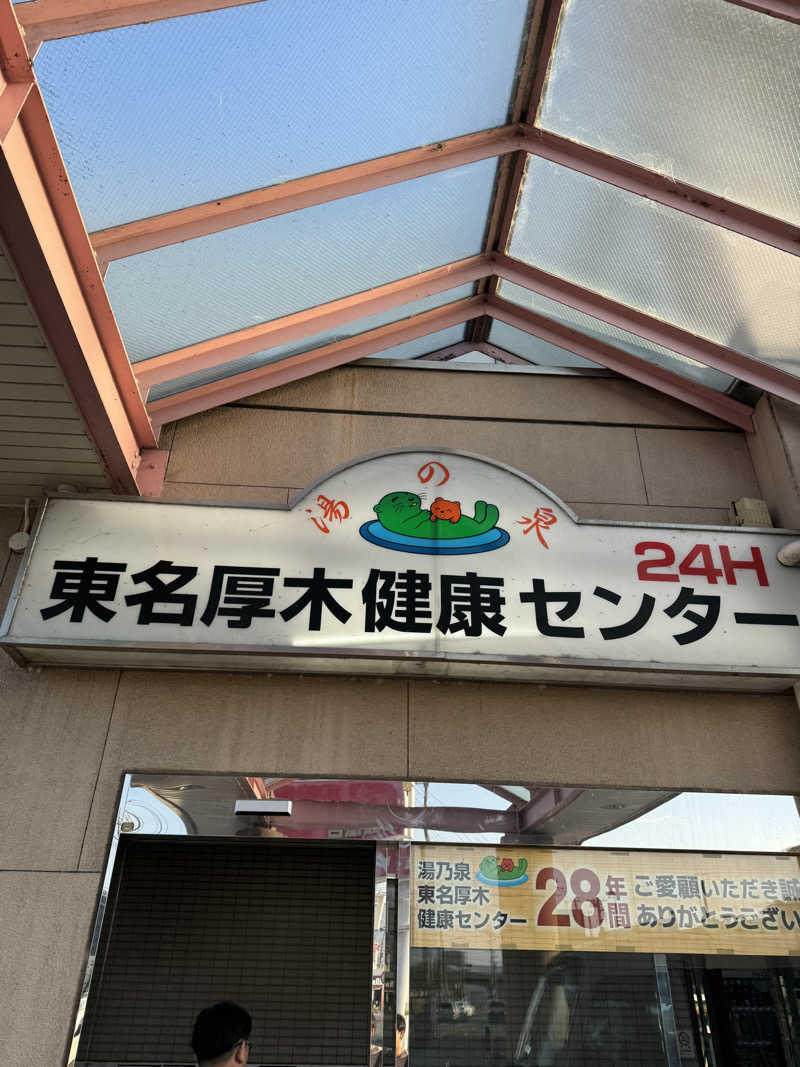 湯の泉
24H
東名厚木健康センター
湯乃泉
東名厚木
健康センター
28年間
ご愛顧いただき誠
ありがとうござい